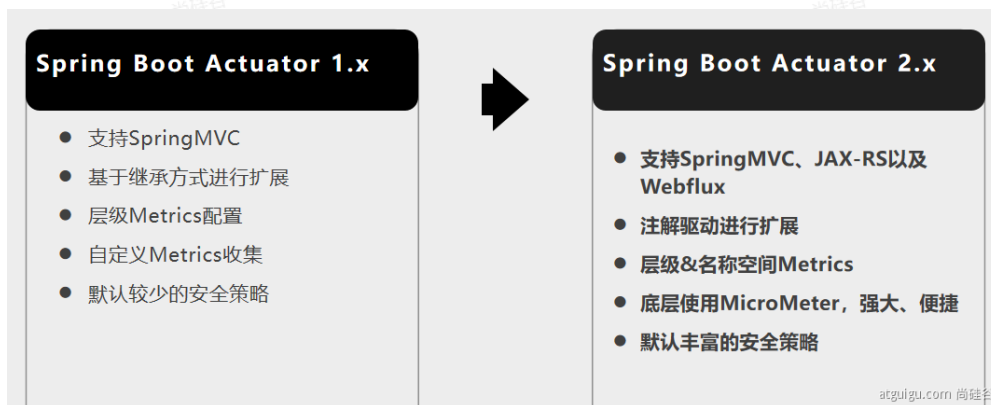 Spring Boot Actuator 1.x
支持SpringMVC
基于继承方式进行扩展
层级Metrics配置
自定义Metrics收集
默认较少的安全策略
Spring Boot Actuator 2.x
支持SpringMVC、JAX-RS以及
Webflux
注解驱动进行扩展
层级&名称空间Metrics
底层使用MicroMeter，强大、便捷
默认丰富的安全策略
atguigu.com 尚硅谷